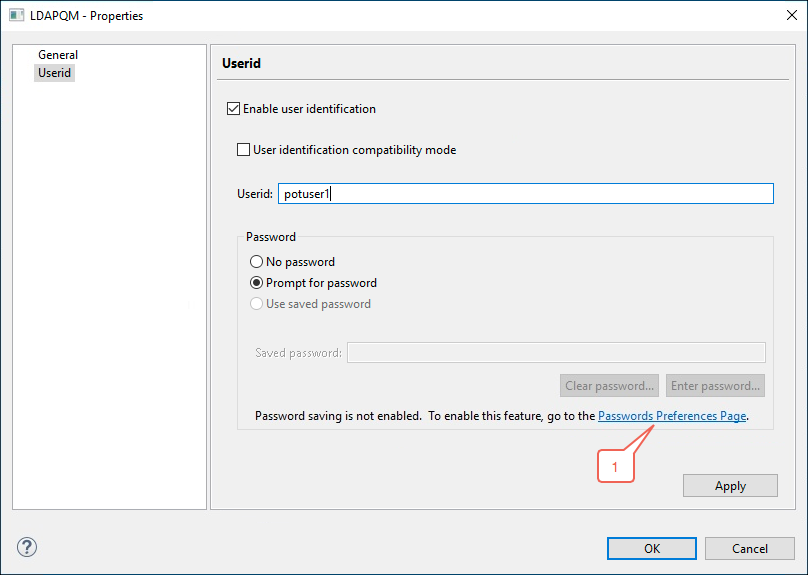 LDAPQM - Properties
General
Userid
Userid
Enable user identification
User identification compatibility mode
Userid: potuser1
Password
No password
Prompt for password
Use saved password
Saved password:
Clear password... Enter password...
Password saving is not enabled. To enable this feature, go to the Passwords Preferences Page.
1
Apply
? OK Cancel